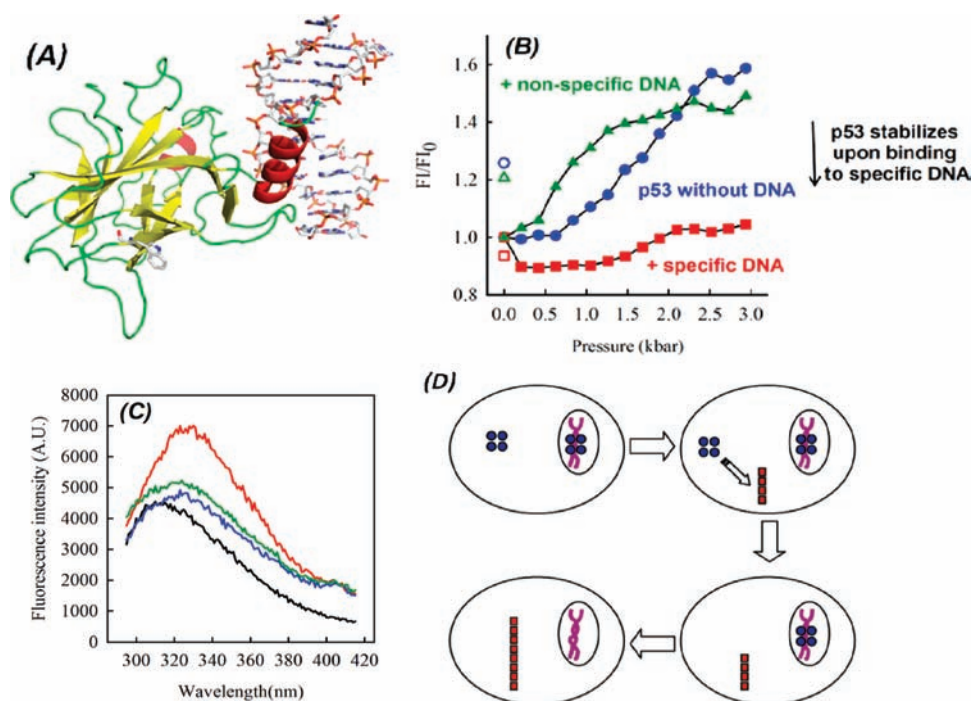 (A)
(B)
1.6
1.4
1.2
1.0
0.8
FI/FI0
+ non-specific DNA
p53 without DNA
+ specific DNA
p53 stabilizes
upon binding
to specific DNA
0.0 0.5 1.0 1.5 2.0 2.5 3.0
Pressure (kbar)
(C)
8000
7000
6000
5000
4000
3000
2000
1000
0
Fluorescence intensity (A.U.)
300 320 340 360 380 400 420
Wavelength(nm)
(D)